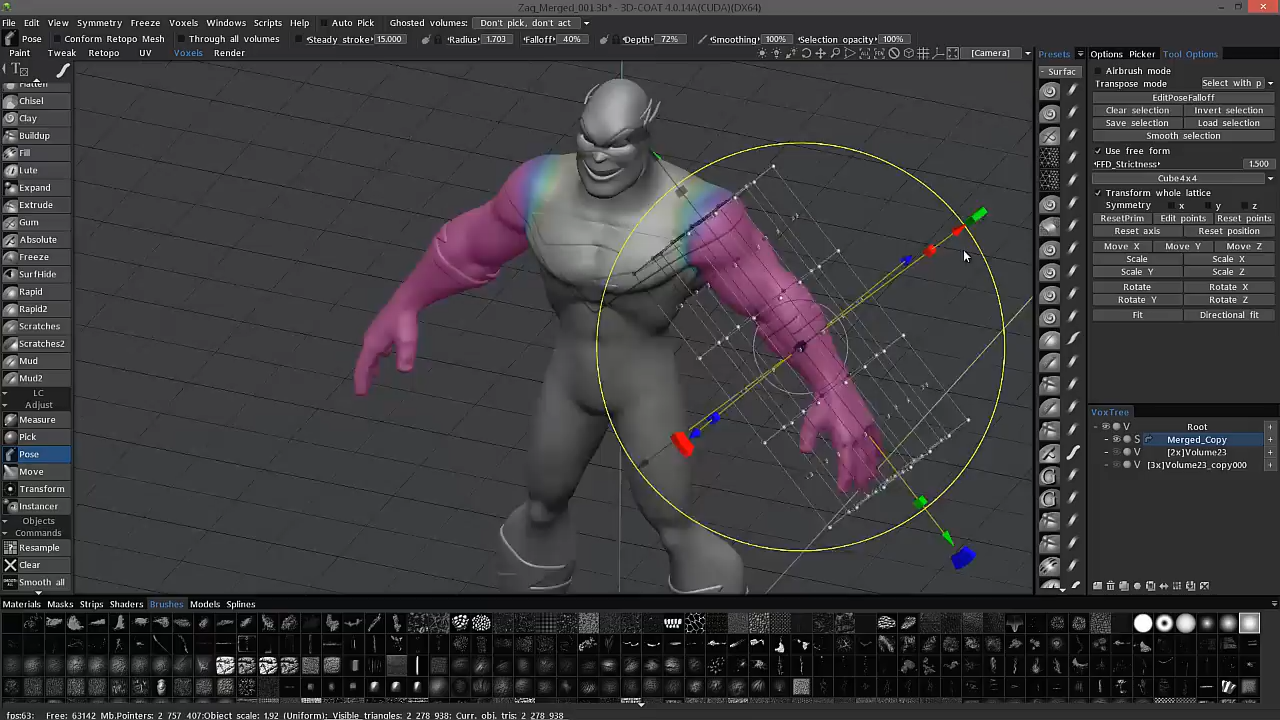 Zaq_Merged_001.3b* - 3D-COAT 4.0.14A(CUDA)(DX64)
File Edit View Symmetry Freeze Voxels Windows Scripts Help Auto Pick Ghosted volumes: Don't pick, don't act
Pose Conform Retopo Mesh Through all volumes Steady stroke 15.000 Radius 1.703 Falloff 40% Depth 72% Smoothing 100% Selection opacity 100%
Paint Tweak Retopo UV Voxels Render [Camera] Presets Options Picker Tool Options
Flatten
Chisel
Clay
Buildup
Fill
Lute
Expand
Extrude
Gum
Absolute
Freeze
SurfHide
Rapid
Rapid2
Scratches
Scratches2
Mud
Mud2
LC
Adjust
Measure
Pick
Pose
Move
Transform
Instancer
Objects
Commands
Resample
Clear
Smooth all
- Surfac
Airbrush mode
Transpose mode Select with p
EditPoseFalloff
Clear selection Invert selection
Save selection Load selection
Smooth selection
Use free form
FFD_Strictness 1.500
Cube4x4
Transform whole lattice
Symmetry x y z
ResetPrim Edit points Reset points
Reset axis Reset position
Move X Move Y Move Z
Scale Scale X
Scale Y Scale Z
Rotate Rotate X
Rotate Y Rotate Z
Fit Directional fit
VoxTree
V Root +
S Merged_Copy +
V [2x]Volume23 +
V [3x]Volume23_copy000 +
Materials Masks Strips Shaders Brushes Models Splines
fps63; Free: 63142 Mb.Points: 2 757 407:Object scale: 1.92 (Uniform). Visible_triangles: 2 278 938; Curr. obj. tris: 2 278 938